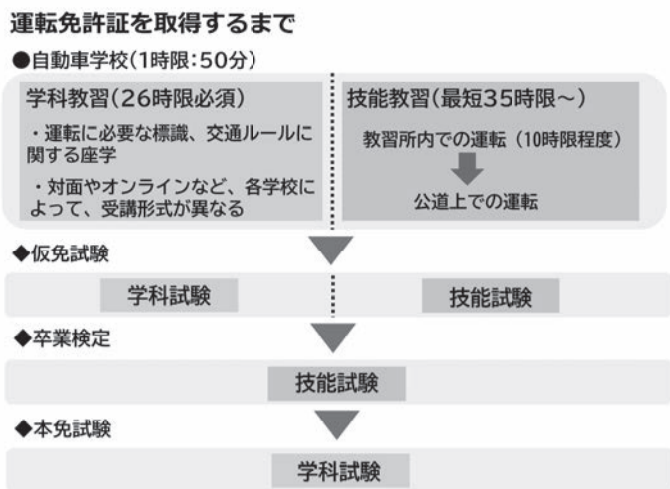 運転免許証を取得するまで
●自動車学校(1時限:50分)
学科教習(26時限必須)
・運転に必要な標識、交通ルールに
関する座学
・対面やオンラインなど、各学校に
よって、受講形式が異なる
技能教習(最短35時限～)
教習所内での運転(10時限程度)
公道上での運転
◆仮免試験
学科試験
技能試験
◆卒業検定
技能試験
◆本免試験
学科試験